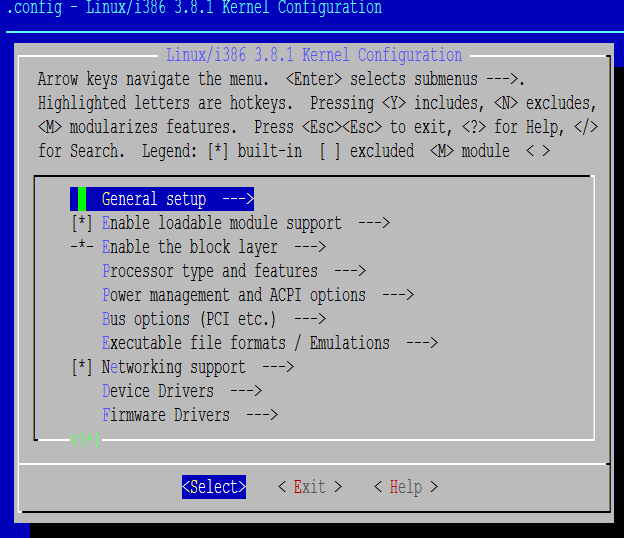 .config - Linux/i386 3.8.1 Kernel Configuration
Linux/i386 3.8.1 Kernel Configuration
Arrow keys navigate the menu.  <Enter> selects submenus --->.
Highlighted letters are hotkeys.  Pressing <Y> includes, <N> excludes,
<M> modularizes features.  Press <Esc><Esc> to exit, <?> for Help, </>
for Search.  Legend: [*] built-in  [ ] excluded  <M> module  < >
General setup  --->
[*] Enable loadable module support  --->
-*- Enable the block layer  --->
Processor type and features  --->
Power management and ACPI options  --->
Bus options (PCI etc.)  --->
Executable file formats / Emulations  --->
[*] Networking support  --->
Device Drivers  --->
Firmware Drivers  --->
v(+)
<Select>    < Exit >    < Help >